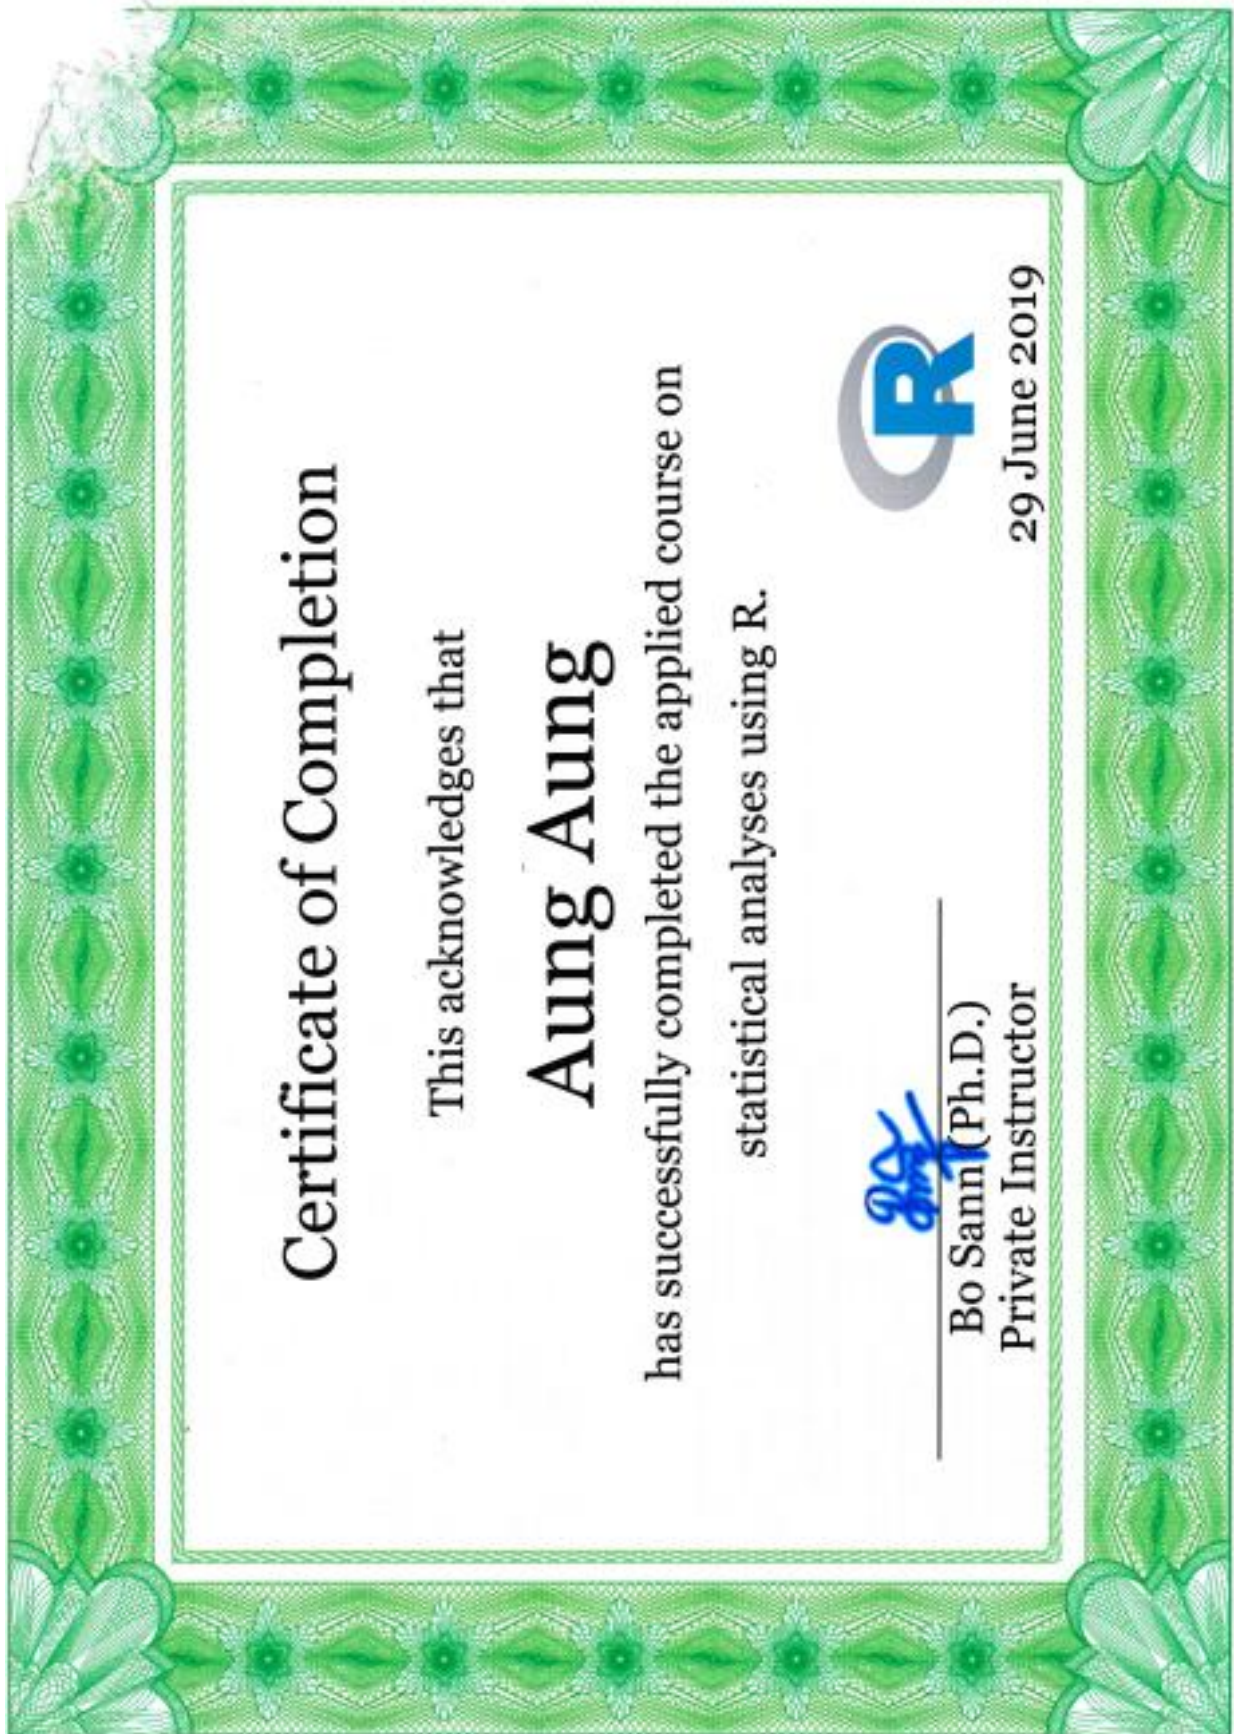 Certificate of Completion
This acknowledges that
Aung Aung
has successfully completed the applied course on
statistical analyses using R.
R
Bo Sann (Ph.D.)
Private Instructor
29 June 2019